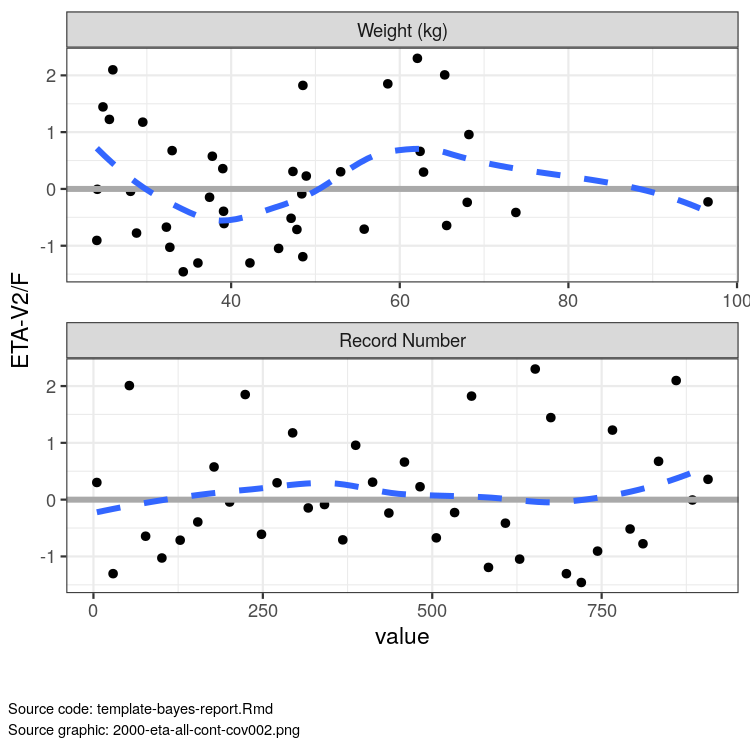 Weight (kg)
2
1
0
-1
40 60 80 100
ETA-V2/F
Record Number
2
1
0
-1
0 250 500 750
value
Source code: template-bayes-report.Rmd
Source graphic: 2000-eta-all-cont-cov002.png